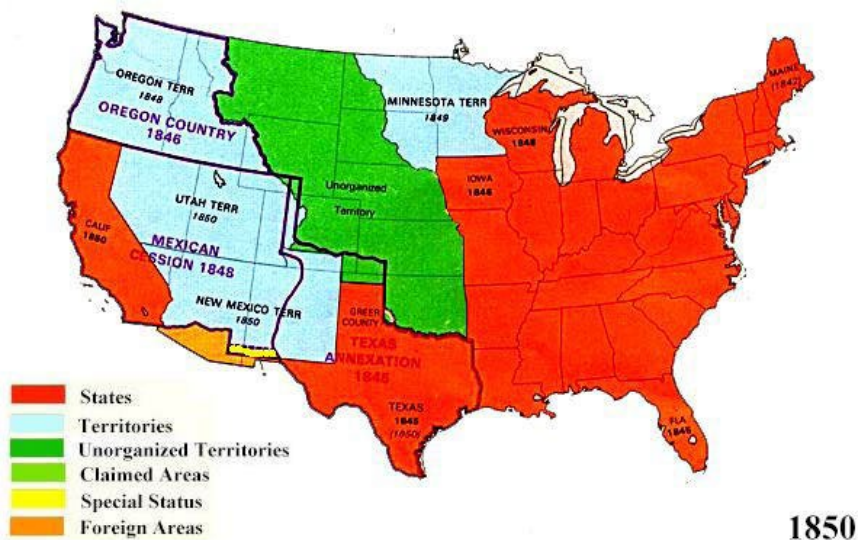 MAINE
(1842)
OREGON TERR
1848
OREGON COUNTRY
1846
MINNESOTA TERR
1849
WISCONSIN
1848
IOWA
1846
Unorganized
Territory
UTAH TERR
1850
CALIF
1850
MEXICAN
CESSION 1848
NEW MEXICO TERR
1850
GREER
COUNTY
TEXAS
ANNEXATION
1845
TEXAS
1845
(1850)
FLA
1845
States
Territories
Unorganized Territories
Claimed Areas
Special Status
Foreign Areas
1850